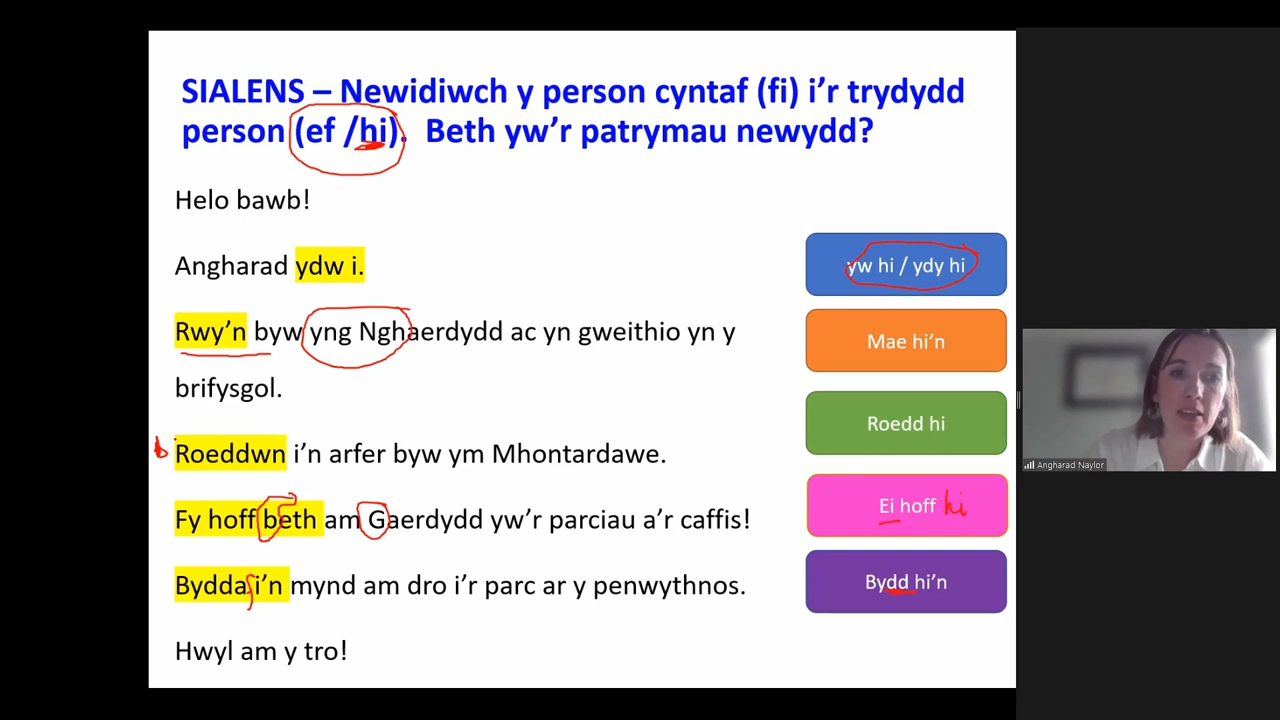 SIALENS – Newidiwch y person cyntaf (fi) i'r trydydd
person (ef /hi). Beth yw'r patrymau newydd?
Helo bawb!
Angharad ydw i.
Rwy'n byw yng Nghaerdydd ac yn gweithio yn y
brifysgol.
b Roeddwn i'n arfer byw ym Mhontardawe.
Fy hoff beth am Gaerdydd yw'r parciau a'r caffis!
Bydda i'n mynd am dro i'r parc ar y penwythnos.
Hwyl am y tro!
yw hi / ydy hi
Mae hi'n
Roedd hi
Ei hoff hi
Bydd hi'n
Angharad Naylor